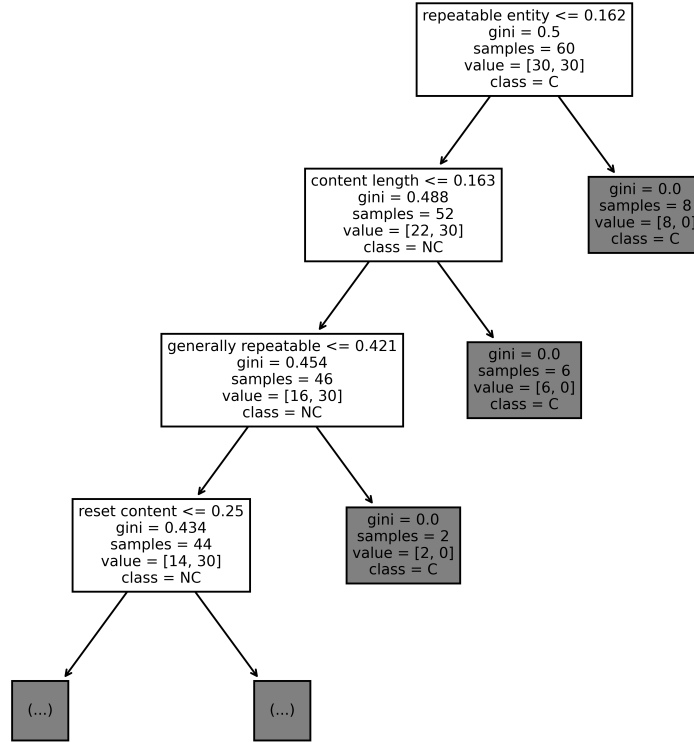 repeatable entity <= 0.162
gini = 0.5
samples = 60
value = [30, 30]
class = C
content length <= 0.163
gini = 0.488
samples = 52
value = [22, 30]
class = NC
gini = 0.0
samples = 8
value = [8, 0]
class = C
generally repeatable <= 0.421
gini = 0.454
samples = 46
value = [16, 30]
class = NC
gini = 0.0
samples = 6
value = [6, 0]
class = C
reset content <= 0.25
gini = 0.434
samples = 44
value = [14, 30]
class = NC
gini = 0.0
samples = 2
value = [2, 0]
class = C
(...)
(...)